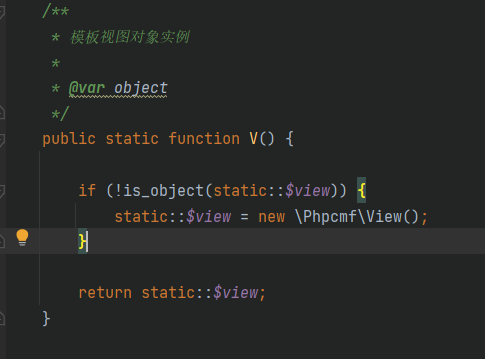 /**
 * 模板视图对象实例
 *
 * @var object
 */
public static function V() {
if (!is_object(static::$view)) {
static::$view = new \Phpcmf\View();
}
return static::$view;
}